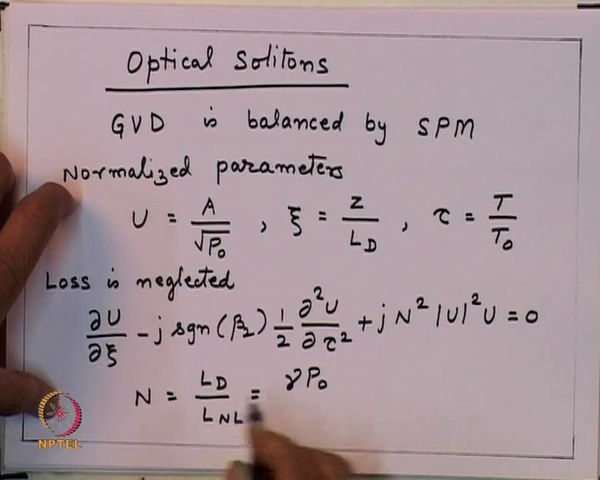 Optical Solitons
GVD is balanced by SPM
Normalized parameters
U = A/√P₀ , ξ = Z/L_D , τ = T/T₀
Loss is neglected
∂U/∂ξ - j sgn(β₂) 1/2 ∂²U/∂τ² + j N² |U|² U = 0
N = L_D/L_NL = γP₀
NPTEL